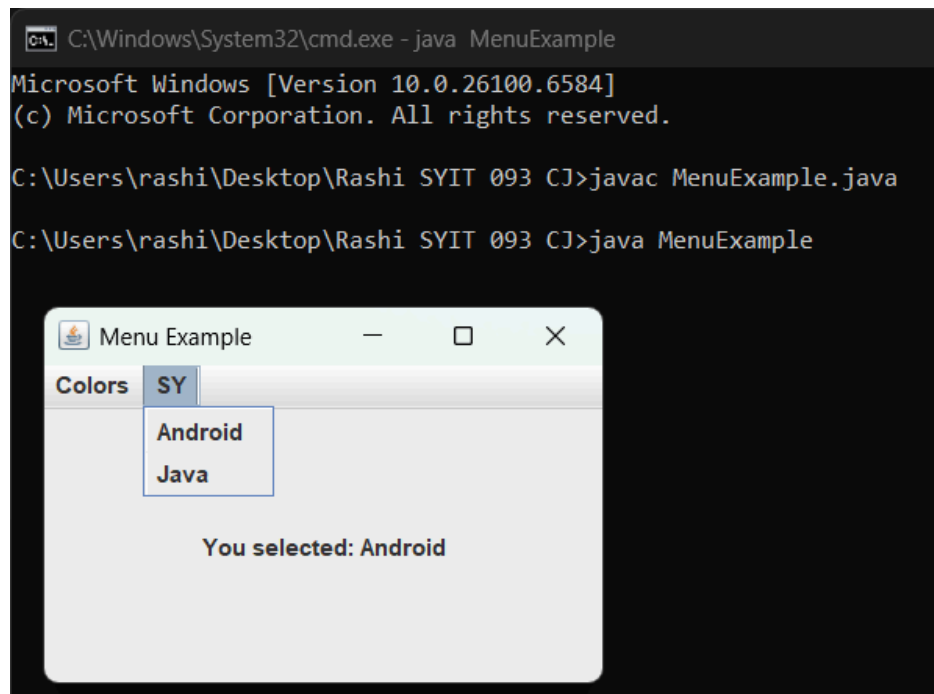 C:\Windows\System32\cmd.exe - java  MenuExample
Microsoft Windows [Version 10.0.26100.6584]
(c) Microsoft Corporation. All rights reserved.
C:\Users\rashi\Desktop\Rashi SYIT 093 CJ>javac MenuExample.java
C:\Users\rashi\Desktop\Rashi SYIT 093 CJ>java MenuExample
Menu Example
Colors SY
Android
Java
You selected: Android